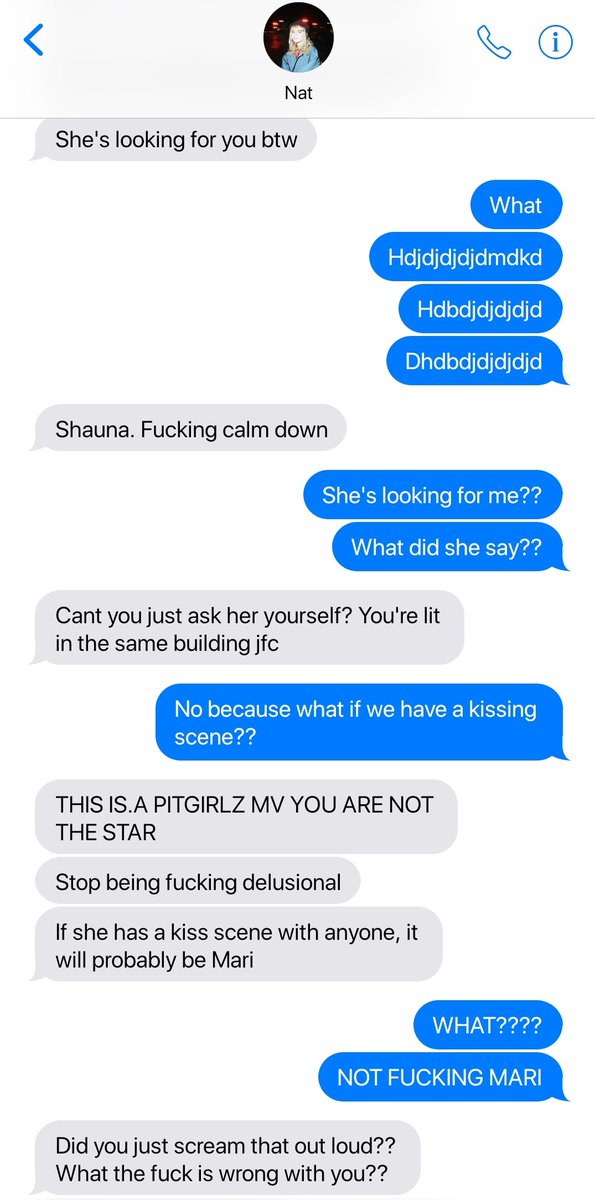 Nat
She's looking for you btw
What
Hdjdjdjdjdmdkd
Hdbdjdjdjdjd
Dhdbdjdjdjdjd
Shauna. Fucking calm down
She's looking for me??
What did she say??
Cant you just ask her yourself? You're lit
in the same building jfc
No because what if we have a kissing
scene??
THIS IS.A PITGIRLZ MV YOU ARE NOT
THE STAR
Stop being fucking delusional
If she has a kiss scene with anyone, it
will probably be Mari
WHAT????
NOT FUCKING MARI
Did you just scream that out loud??
What the fuck is wrong with you??